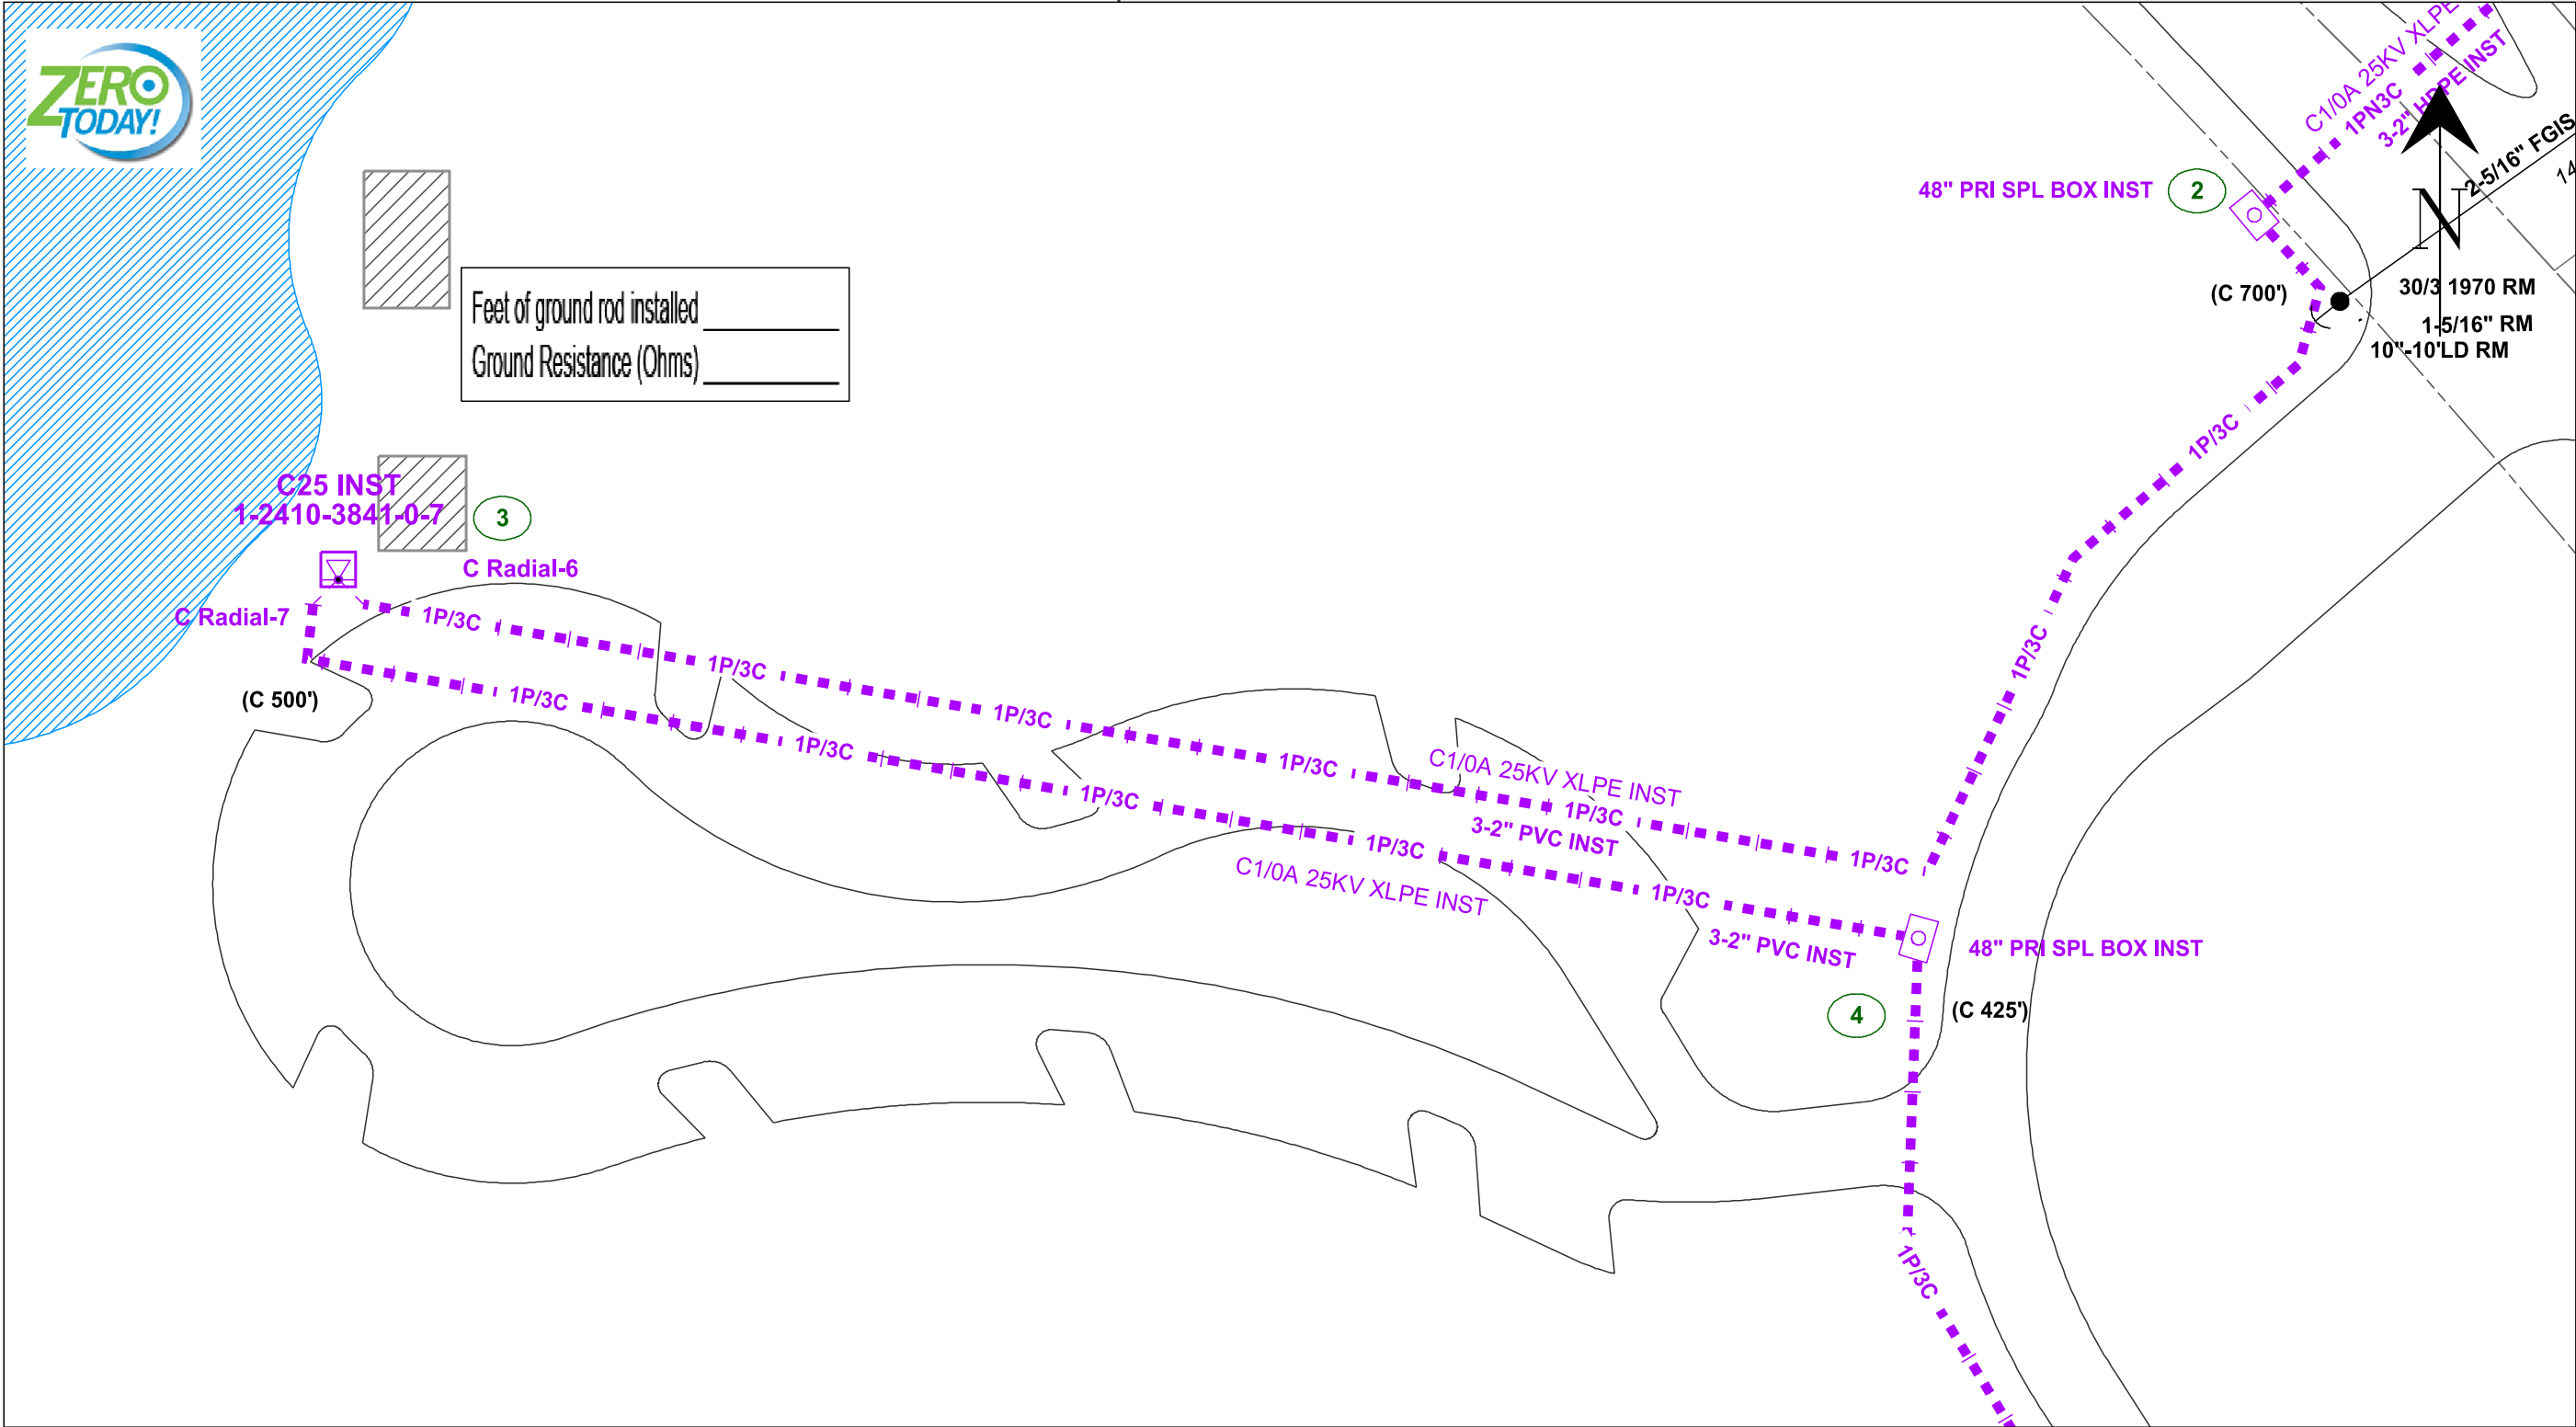 ZERO
TODAY!
C1/0A 25KV XLPE
1PN3C
3-2" HDPE INST
2-5/16" FGIS
14
48" PRI SPL BOX INST
2
N
(C 700')
30/3 1970 RM
1-5/16" RM
10"-10'LD RM
Feet of ground rod installed
Ground Resistance (Ohms)
1P/3C
C25 INST
1-2410-3841-0-7
3
C Radial-6
C Radial-7
1P/3C
1P/3C
1P/3C
(C 500')
1P/3C
1P/3C
1P/3C
1P/3C
C1/0A 25KV XLPE INST
1P/3C
1P/3C
3-2" PVC INST
1P/3C
1P/3C
C1/0A 25KV XLPE INST
1P/3C
3-2" PVC INST
48" PRI SPL BOX INST
4
(C 425')
1P/3C